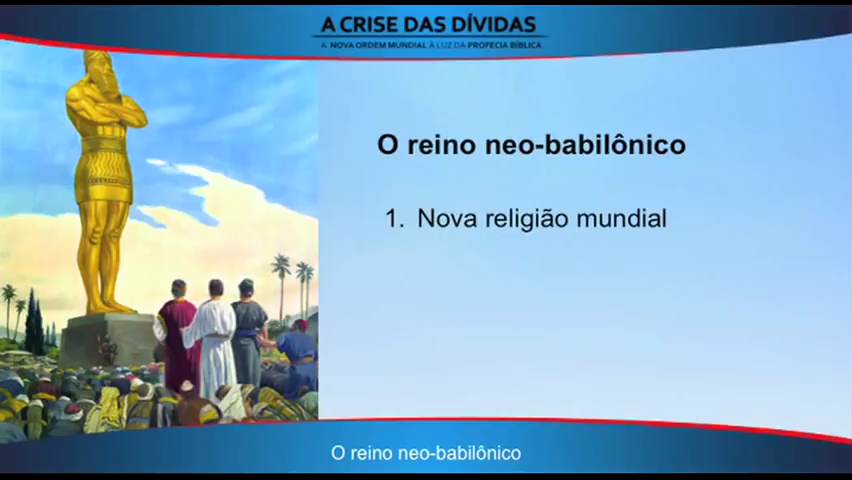 A CRISE DAS DÍVIDAS
A NOVA ORDEM MUNDIAL À LUZ DA PROFECIA BÍBLICA
O reino neo-babilônico
1. Nova religião mundial
O reino neo-babilônico